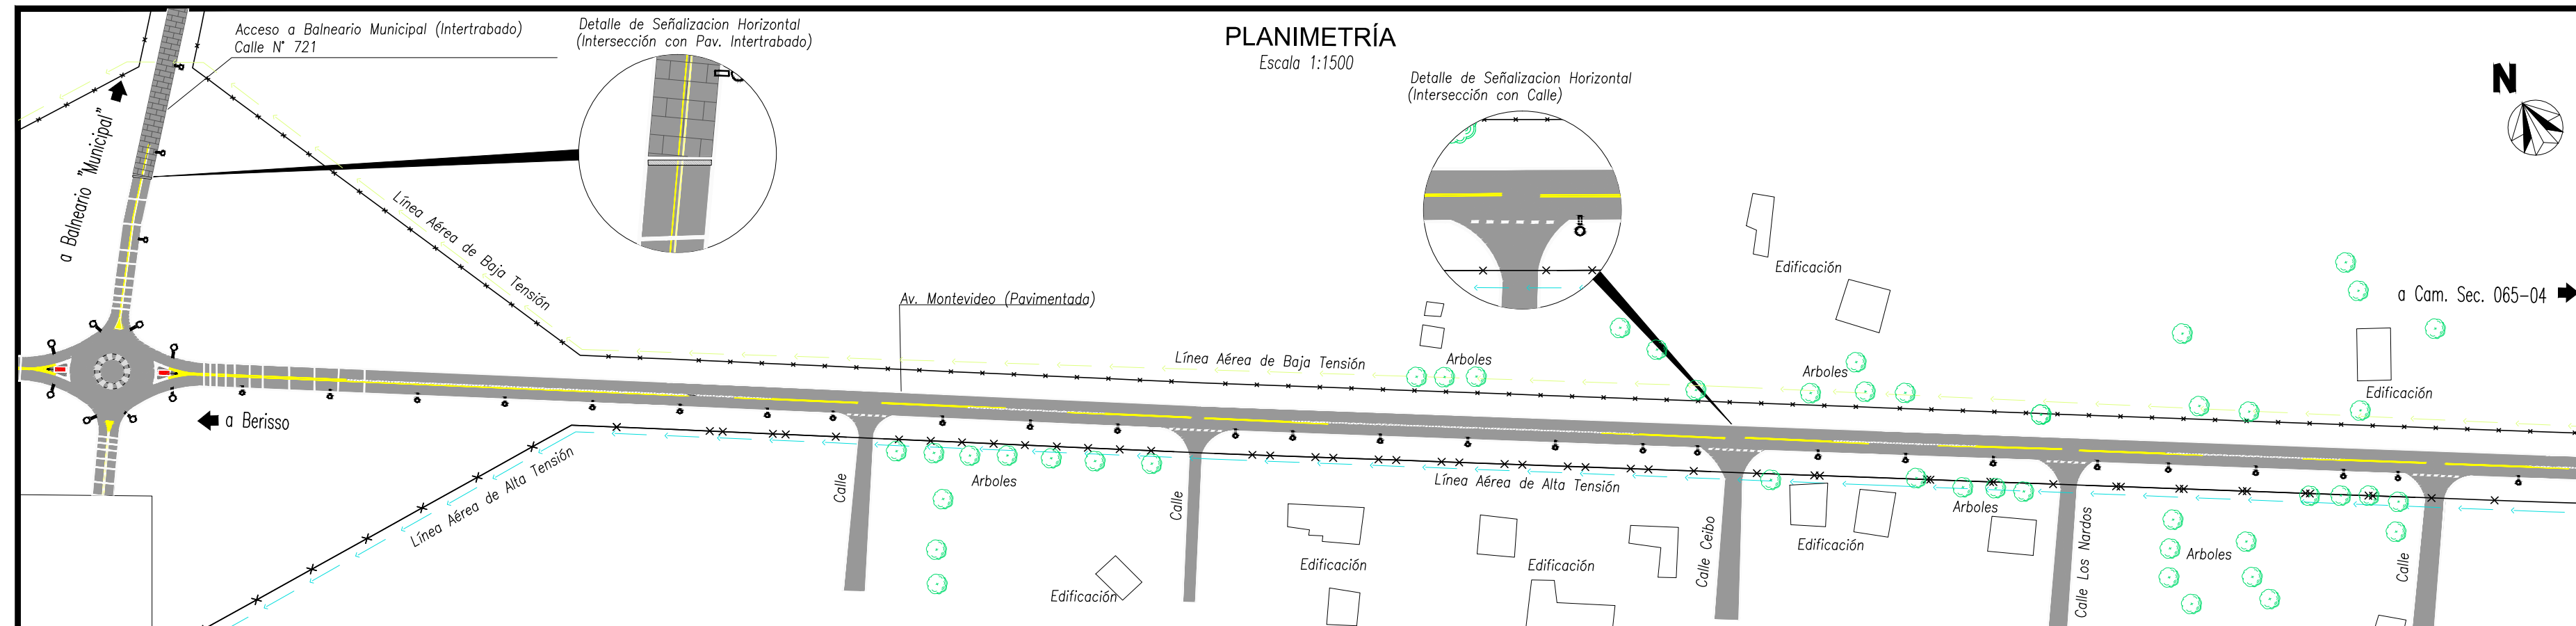 PLANIMETRÍA
Escala 1:1500
Acceso a Balneario Municipal (Intertrabado)
Calle N° 721
Detalle de Señalizacion Horizontal
(Intersección con Pav. Intertrabado)
Detalle de Señalizacion Horizontal
(Intersección con Calle)
N
a Balneario "Municipal"
Línea Aérea de Baja Tensión
Av. Montevideo (Pavimentada)
Edificación
a Cam. Sec. 065-04
Línea Aérea de Baja Tensión
Arboles
Arboles
Edificación
a Berisso
Línea Aérea de Alta Tensión
Calle
Arboles
Calle
Línea Aérea de Alta Tensión
Edificación
Edificación
Edificación
Calle Ceibo
Edificación
Arboles
Calle Los Nardos
Arboles
Calle